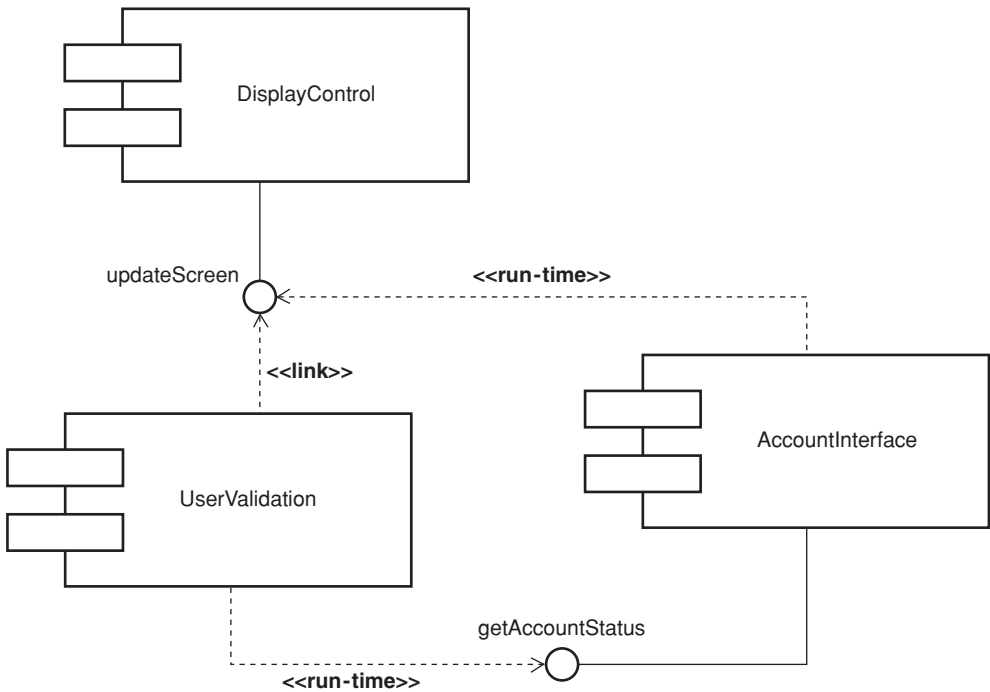 DisplayControl
updateScreen
<<run-time>>
<<link>>
AccountInterface
UserValidation
getAccountStatus
<<run-time>>